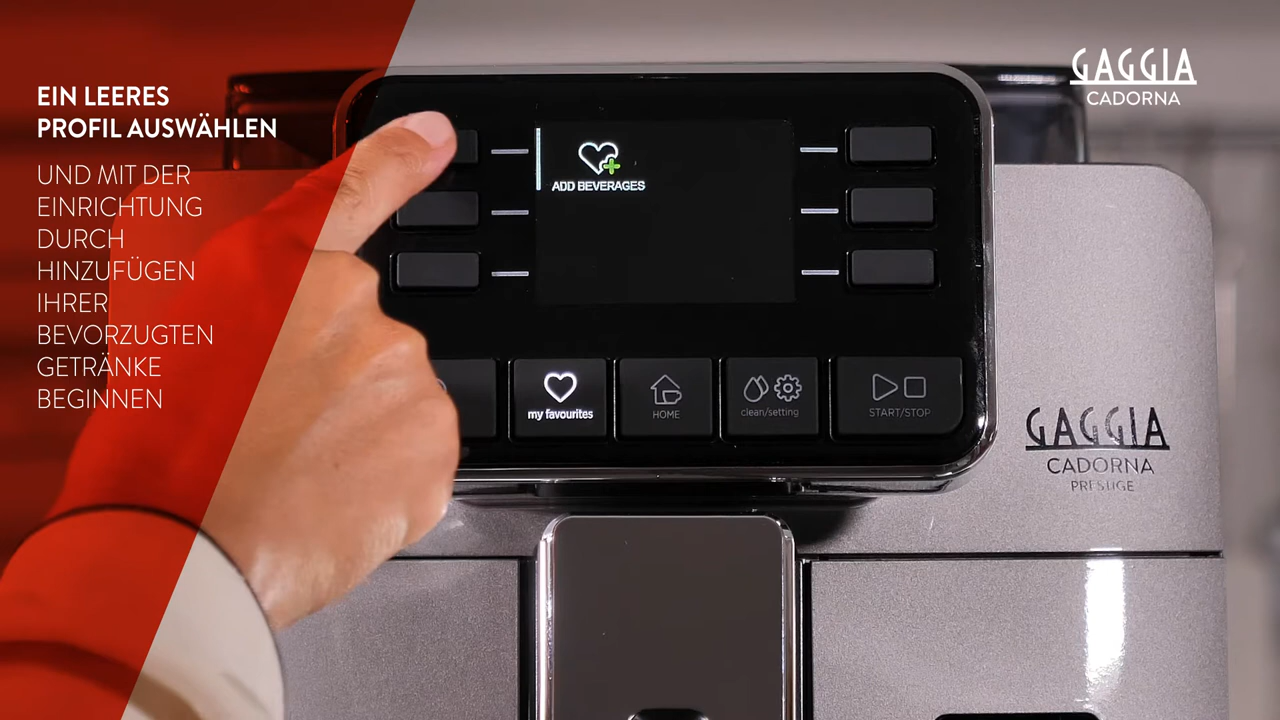 EIN LEERES
PROFIL AUSWÄHLEN
UND MIT DER
EINRICHTUNG
DURCH
HINZUFÜGEN
IHRER
BEVORZUGTEN
GETRÄNKE
BEGINNEN
GAGGIA
CADORNA
ADD BEVERAGES
my favourites
HOME
clean/setting
START/STOP
GAGGIA
CADORNA
PRESTIGE